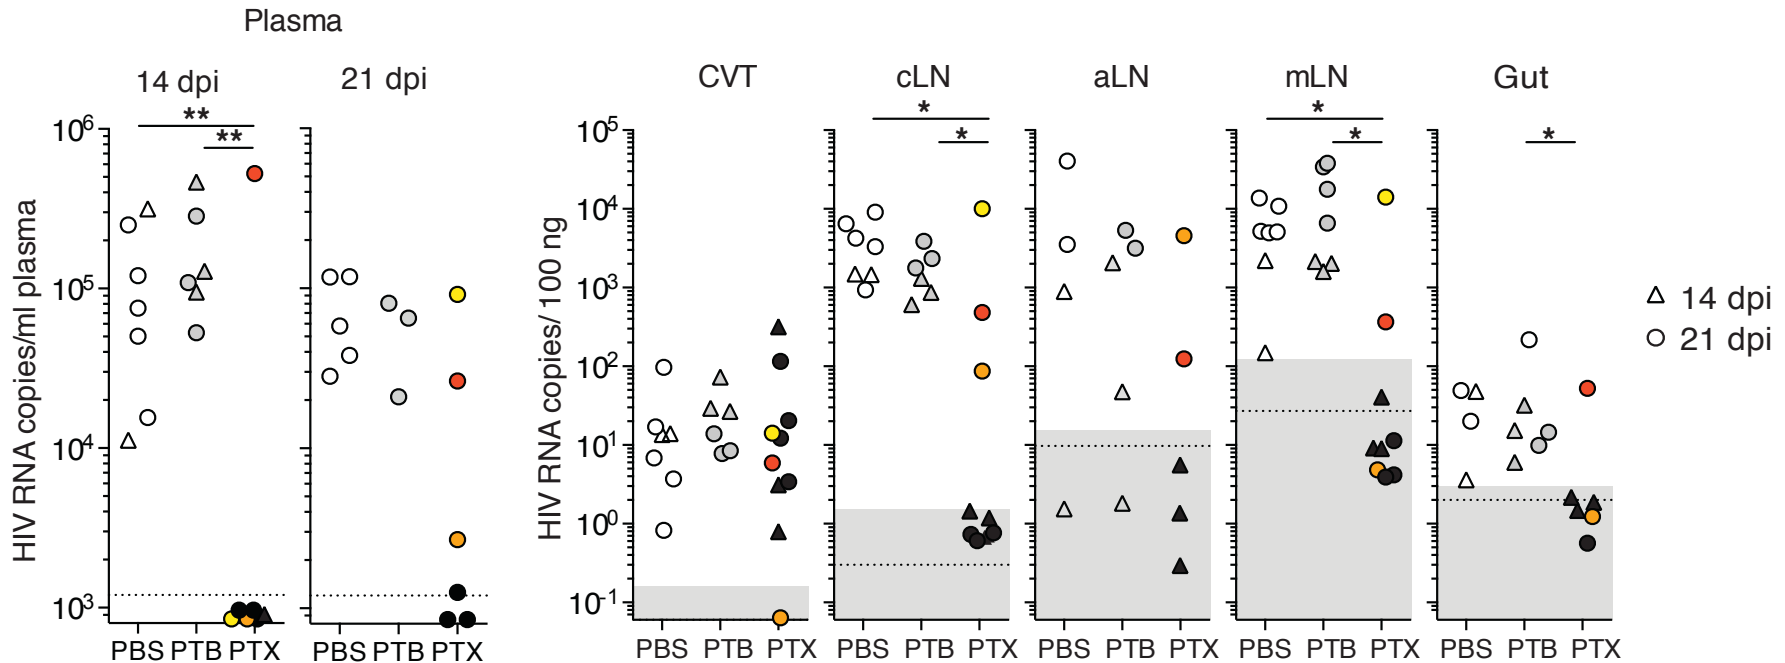 Plasma
14 dpi
21 dpi
CVT
cLN
aLN
mLN
Gut
** ** * * * * *
HIV RNA copies/ml plasma
10^6
10^5
10^4
10^3
PBS PTB PTX
PBS PTB PTX
HIV RNA copies/ 100 ng
10^5
10^4
10^3
10^2
10^1
10^0
10^-1
PBS PTB PTX
PBS PTB PTX
PBS PTB PTX
PBS PTB PTX
PBS PTB PTX
14 dpi
21 dpi